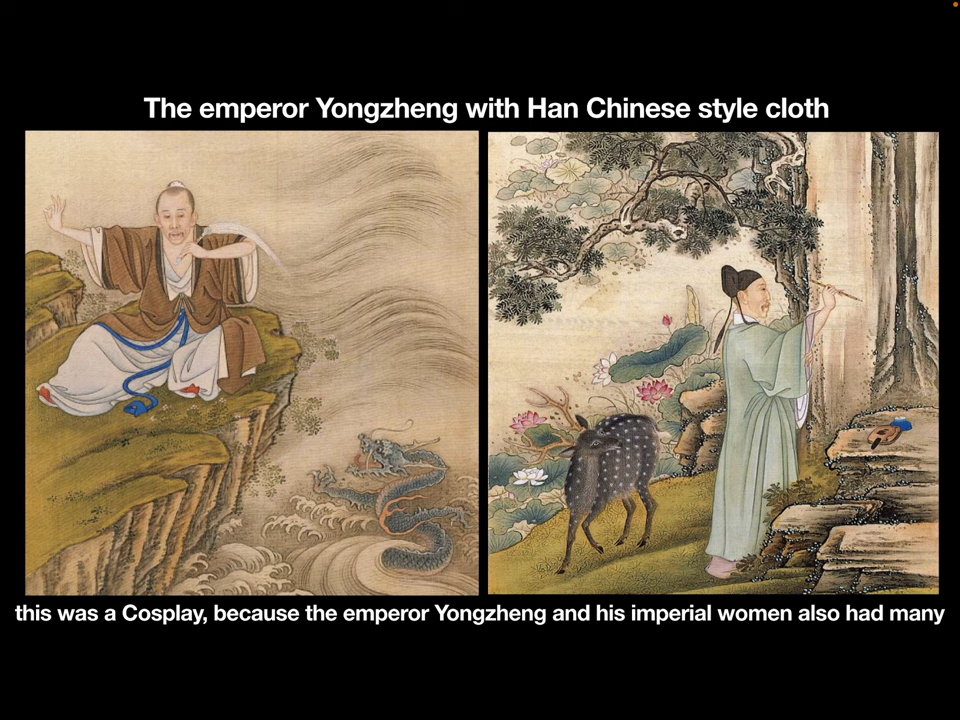 The emperor Yongzheng with Han Chinese style cloth
this was a Cosplay, because the emperor Yongzheng and his imperial women also had many